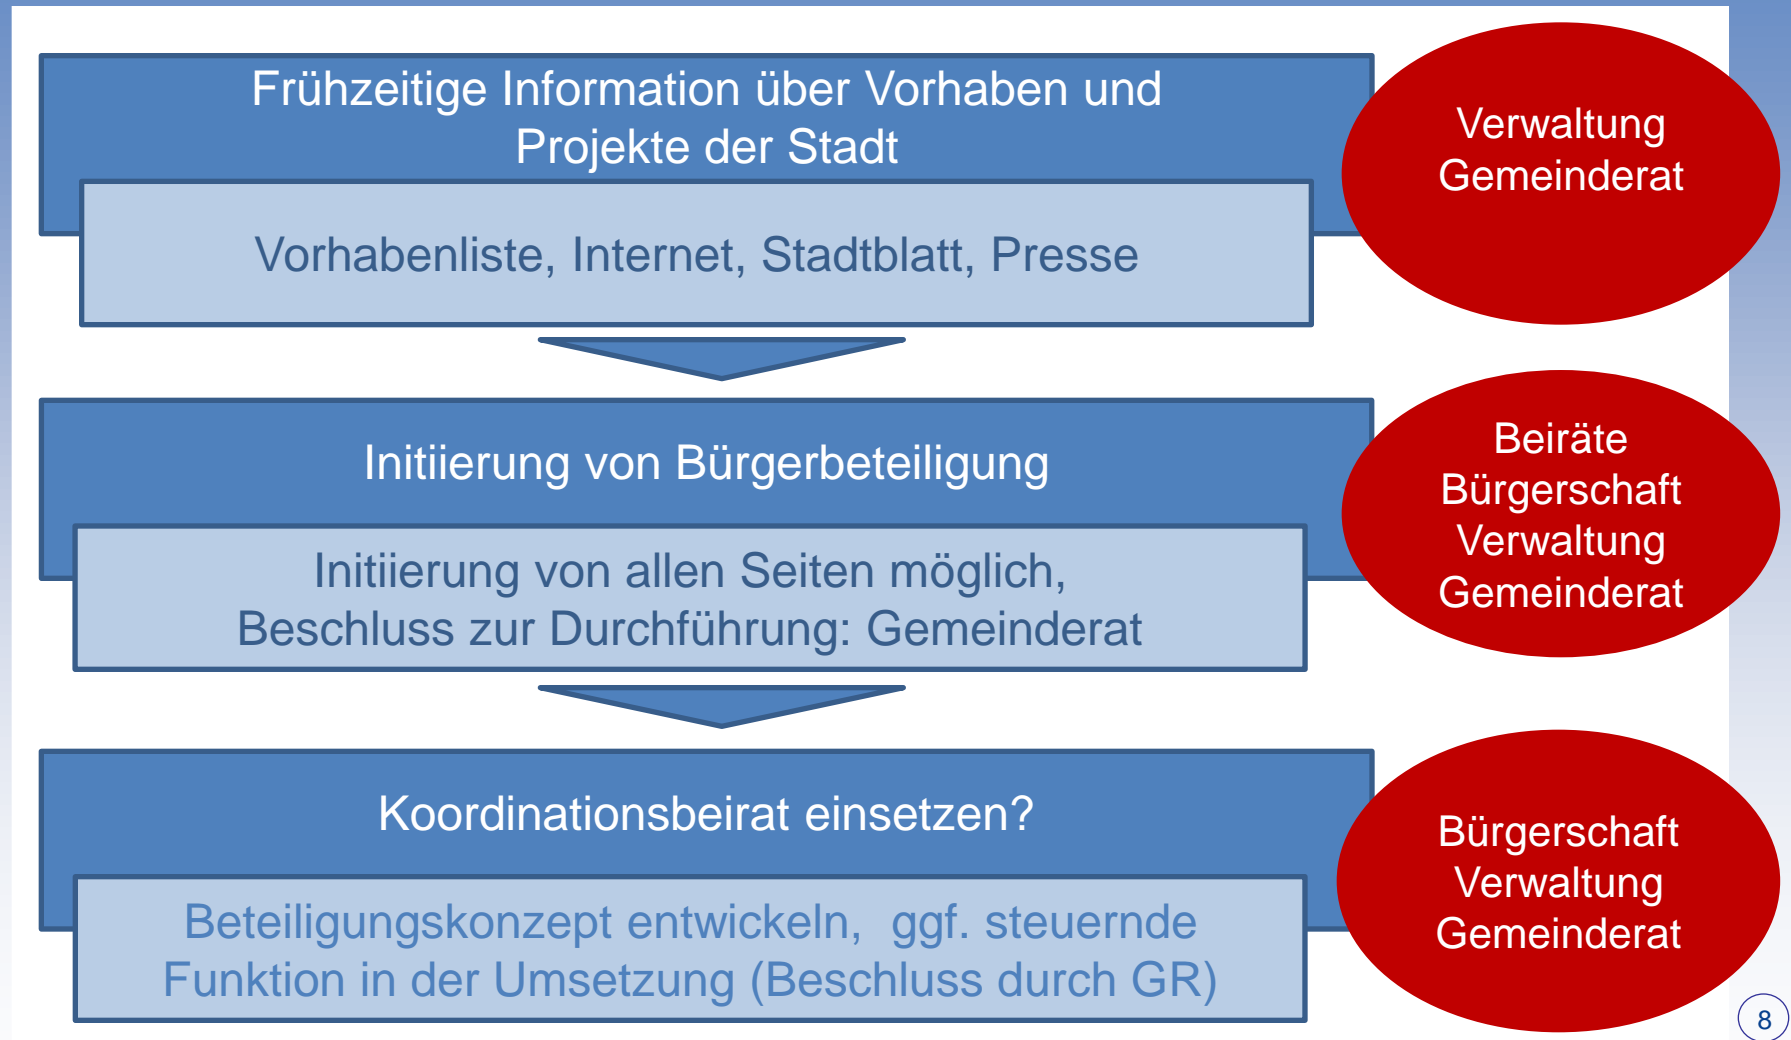 Frühzeitige Information über Vorhaben und
Projekte der Stadt
Vorhabenliste, Internet, Stadtblatt, Presse
Verwaltung
Gemeinderat
Initiierung von Bürgerbeteiligung
Initiierung von allen Seiten möglich,
Beschluss zur Durchführung: Gemeinderat
Beiräte
Bürgerschaft
Verwaltung
Gemeinderat
Koordinationsbeirat einsetzen?
Beteiligungskonzept entwickeln,  ggf. steuernde
Funktion in der Umsetzung (Beschluss durch GR)
Bürgerschaft
Verwaltung
Gemeinderat
8